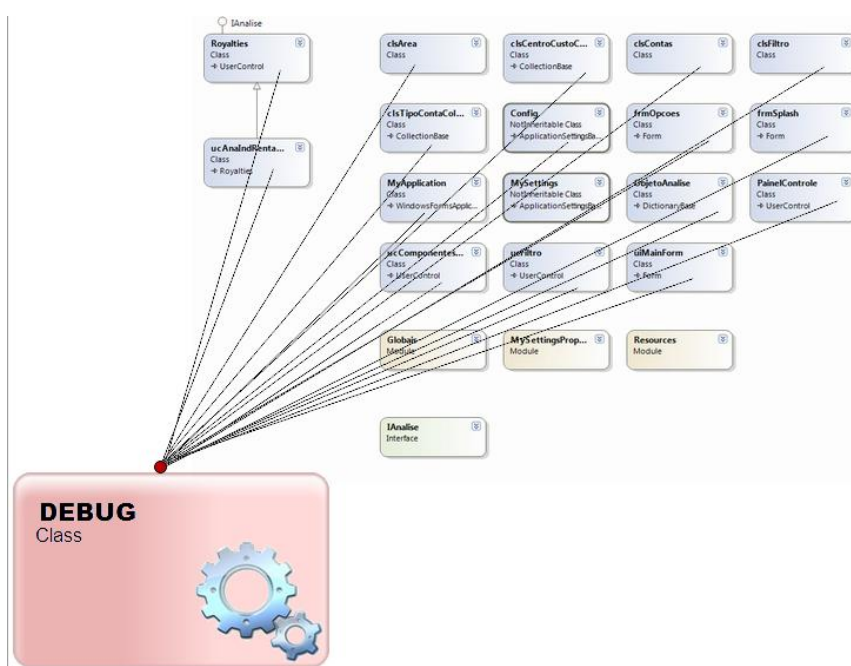 IAnalise
Royalties
Class
UserControl
clsArea
Class
clsCentroCustoC...
Class
CollectionBase
clsContas
Class
clsFiltro
Class
clsTipoContaCol...
Class
CollectionBase
Config
NotInheritable Class
ApplicationSettingsBa...
frmOpcoes
Class
Form
frmSplash
Class
Form
ucAnaIndRenta...
Class
Royalties
MyApplication
Class
WindowsFormsApplic...
MySettings
NotInheritable Class
ApplicationSettingsBa...
ObjetoAnalise
Class
DictionaryBase
PainelControle
Class
UserControl
ucComponentes...
Class
UserControl
ucFiltro
Class
UserControl
uiMainForm
Class
Form
Globais
Module
MySettingsProp...
Module
Resources
Module
IAnalise
Interface
DEBUG
Class